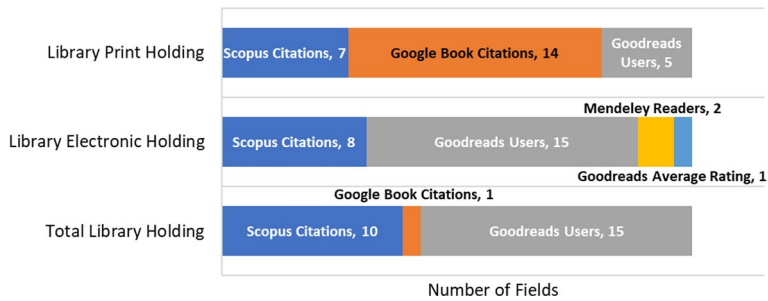 Library Print Holding
Scopus Citations, 7
Google Book Citations, 14
Goodreads
Users, 5
Library Electronic Holding
Scopus Citations, 8
Goodreads Users, 15
Mendeley Readers, 2
Goodreads Average Rating, 1
Total Library Holding
Scopus Citations, 10
Google Book Citations, 1
Goodreads Users, 15
Number of Fields